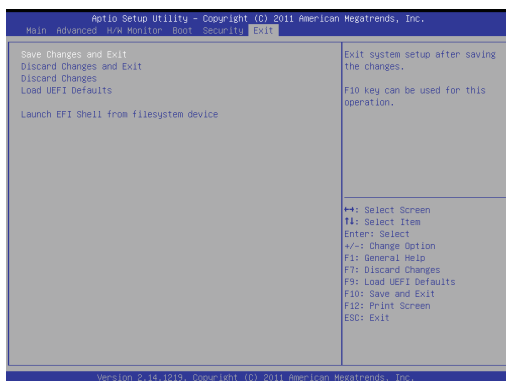 Aptio Setup Utility – Copyright (C) 2011 American Megatrends, Inc.
Main Advanced H/W Monitor Boot Security Exit
Save Changes and Exit
Discard Changes and Exit
Discard Changes
Load UEFI Defaults
Launch EFI Shell from filesystem device
Exit system setup after saving
the changes.
F10 key can be used for this
operation.
↔: Select Screen
↑↓: Select Item
Enter: Select
+/-: Change Option
F1: General Help
F7: Discard Changes
F9: Load UEFI Defaults
F10: Save and Exit
F12: Print Screen
ESC: Exit
Version 2.14.1219. Copyright (C) 2011 American Megatrends, Inc.